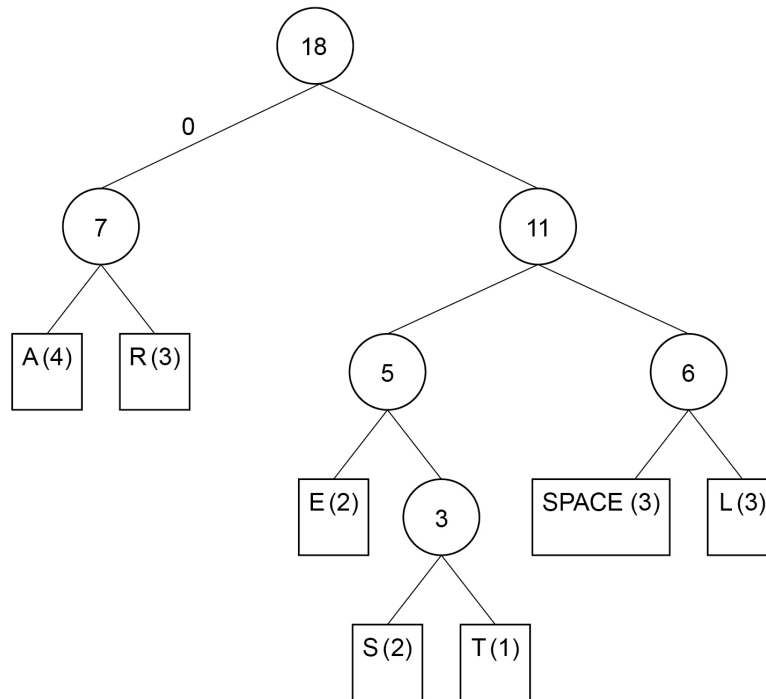 18
0
7
11
A (4)
R (3)
5
6
E (2)
3
SPACE (3)
L (3)
S (2)
T (1)